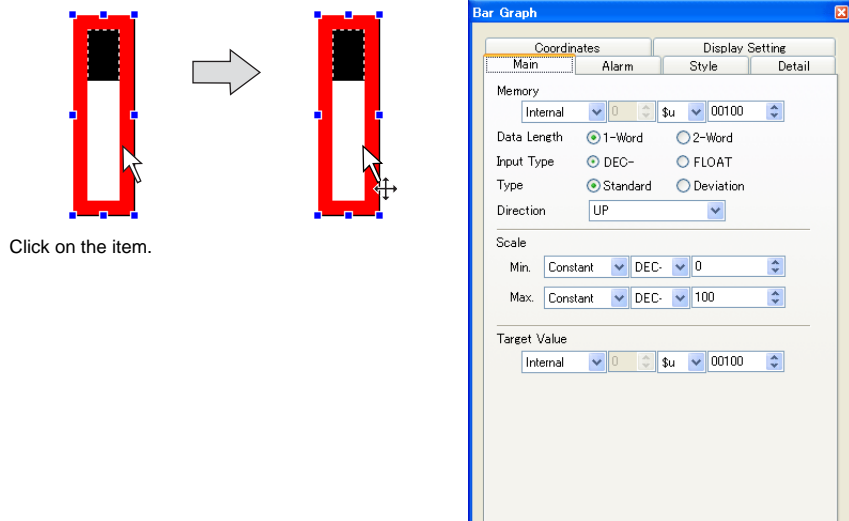 Bar Graph
Coordinates Display Setting
Main Alarm Style Detail
Memory
Internal 0 $u 00100
Data Length 1-Word 2-Word
Input Type DEC- FLOAT
Type Standard Deviation
Direction UP
Click on the item.
Scale
Min. Constant DEC- 0
Max. Constant DEC- 100
Target Value
Internal 0 $u 00100